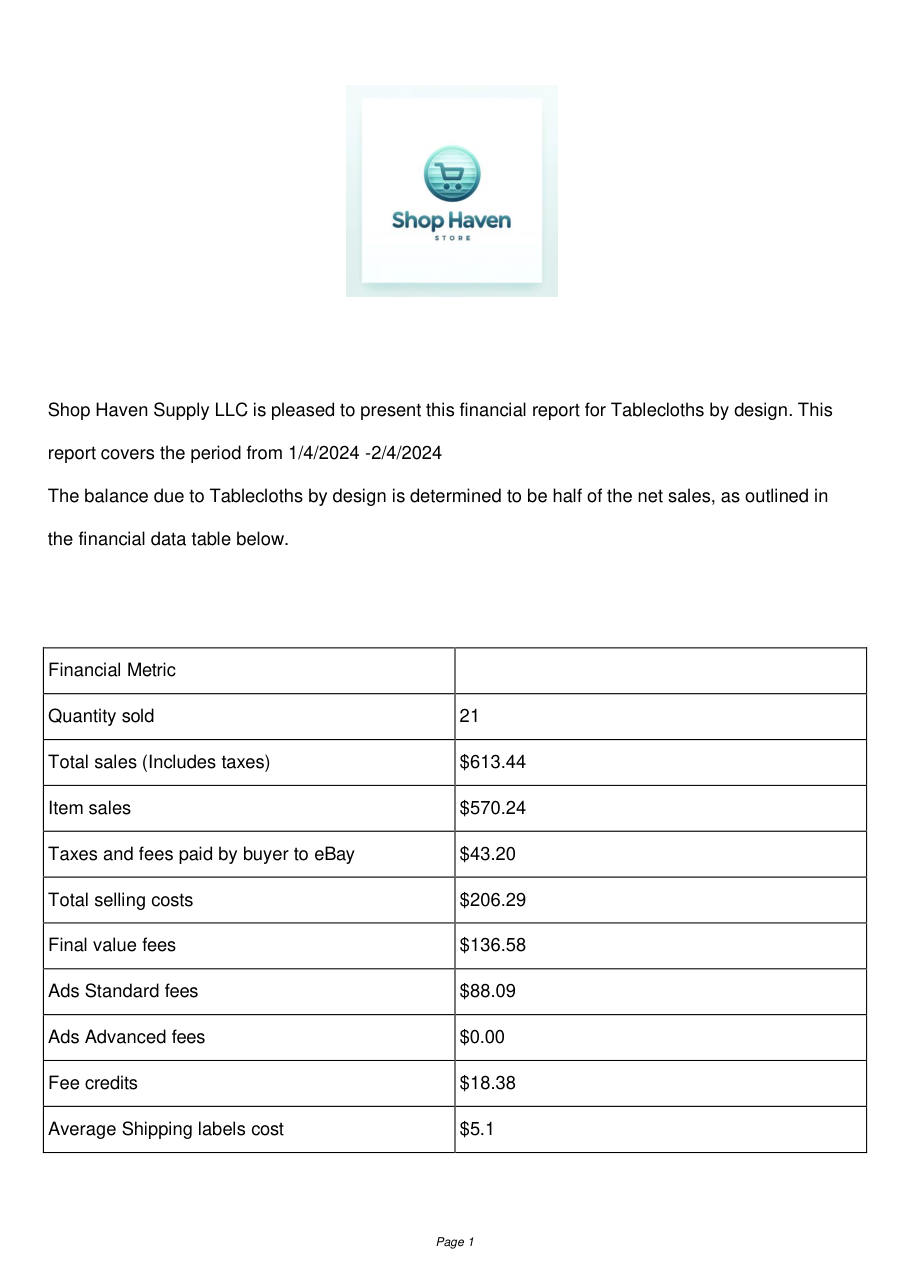 Shop Haven
STORE
Shop Haven Supply LLC is pleased to present this financial report for Tablecloths by design. This
report covers the period from 1/4/2024 -2/4/2024
The balance due to Tablecloths by design is determined to be half of the net sales, as outlined in
the financial data table below.
Financial Metric
Quantity sold 21
Total sales (Includes taxes) $613.44
Item sales $570.24
Taxes and fees paid by buyer to eBay $43.20
Total selling costs $206.29
Final value fees $136.58
Ads Standard fees $88.09
Ads Advanced fees $0.00
Fee credits $18.38
Average Shipping labels cost $5.1
Page 1